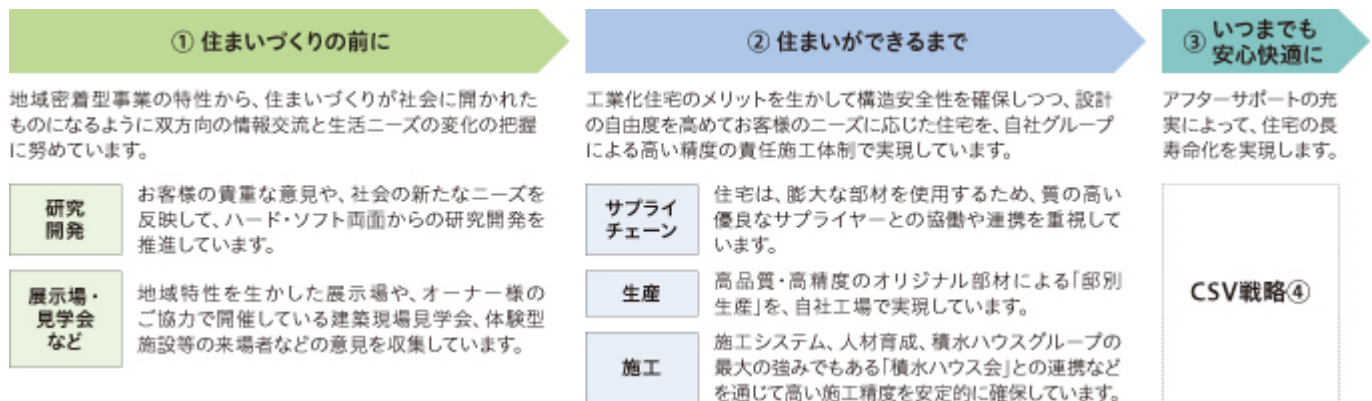 ① 住まいづくりの前に
地域密着型事業の特性から、住まいづくりが社会に開かれた
ものになるように双方向の情報交流と生活ニーズの変化の把握
に努めています。
研究
開発
お客様の貴重な意見や、社会の新たなニーズを
反映して、ハード・ソフト両面からの研究開発を
推進しています。
展示場・
見学会
など
地域特性を生かした展示場や、オーナー様の
ご協力で開催している建築現場見学会、体験型
施設等の来場者などの意見を収集しています。
② 住まいができるまで
工業化住宅のメリットを生かして構造安全性を確保しつつ、設計
の自由度を高めてお客様のニーズに応じた住宅を、自社グループ
による高い精度の責任施工体制で実現しています。
サプライ
チェーン
住宅は、膨大な部材を使用するため、質の高い
優良なサプライヤーとの協働や連携を重視して
います。
生産
高品質・高精度のオリジナル部材による「邸別
生産」を、自社工場で実現しています。
施工
施工システム、人材育成、積水ハウスグループの
最大の強みでもある「積水ハウス会」との連携など
を通じて高い施工精度を安定的に確保しています。
③ いつまでも
安心快適に
アフターサポートの充
実によって、住宅の長
寿命化を実現します。
CSV戦略④